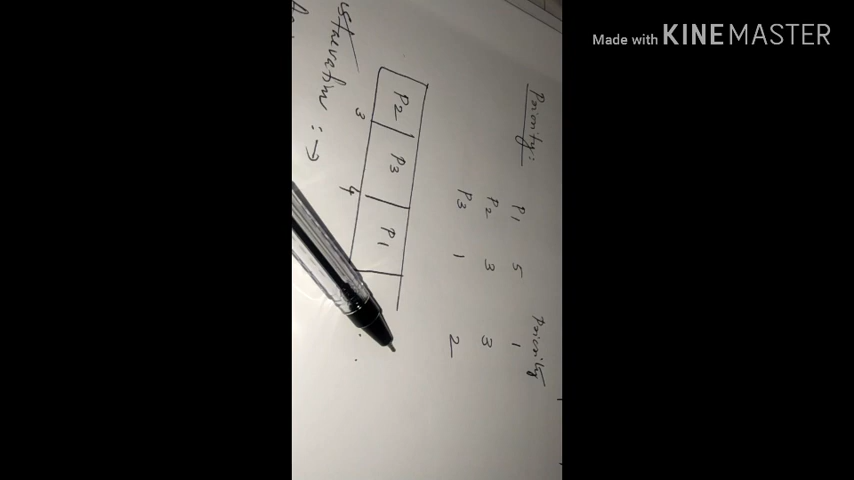 Made with KINEMASTER
Priority:
Priority
P1 5 1
P2 3 3
P3 1 2
P2 P3 P1
3 4
starvation : →